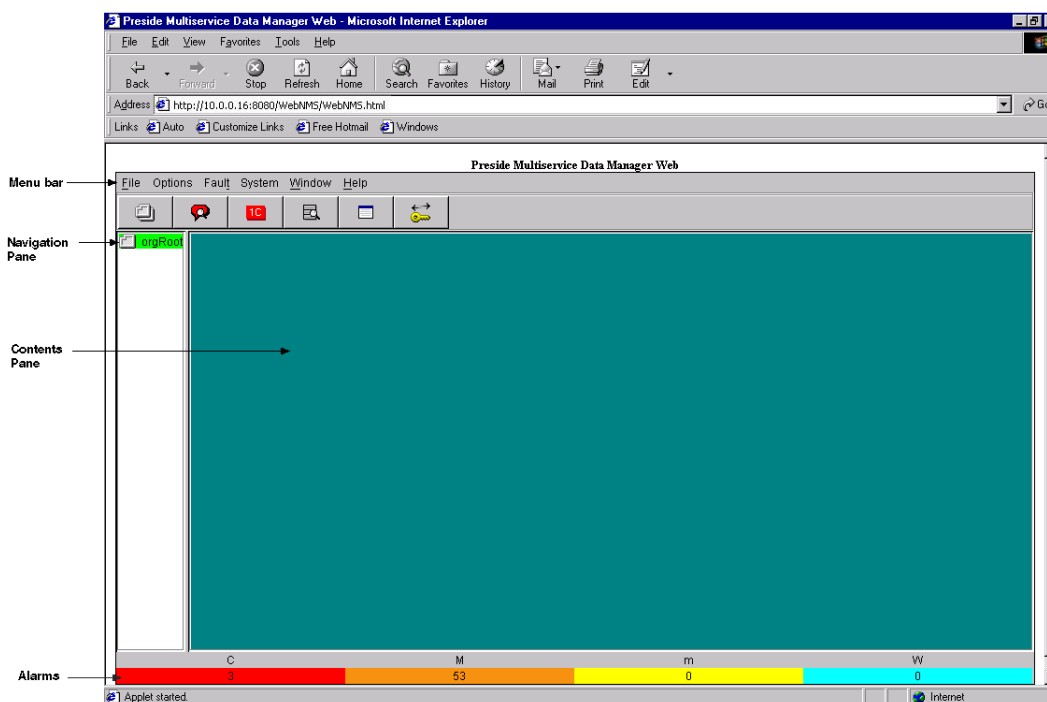 Preside Multiservice Data Manager Web - Microsoft Internet Explorer
File Edit View Favorites Tools Help
Back Forward Stop Refresh Home Search Favorites History Mail Print Edit
Address http://10.0.0.16:8080/WebNMS/WebNMS.html Go
Links Auto Customize Links Free Hotmail Windows
Preside Multiservice Data Manager Web
Menu bar
File Options Fault System Window Help
1C
Navigation
Pane
orgRoot
Contents
Pane
C M m W
Alarms
3 53 0 0
Applet started. Internet